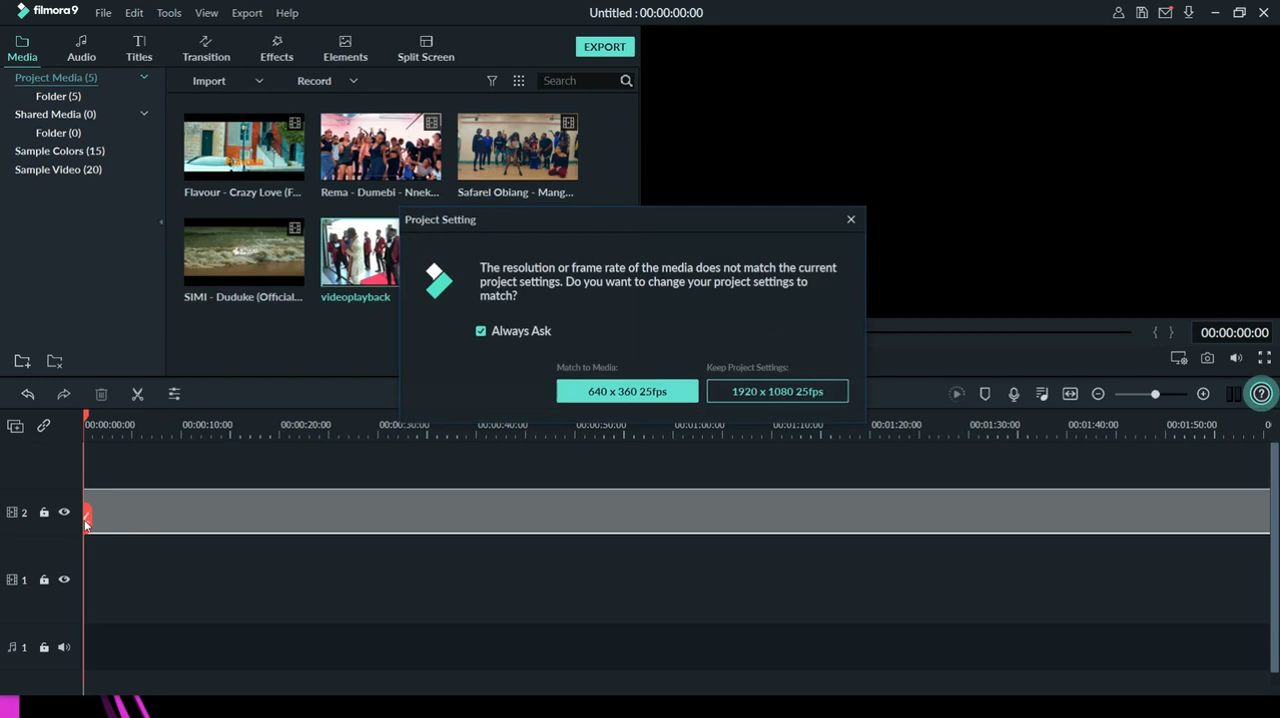 filmora9 File Edit Tools View Export Help Untitled : 00:00:00:00
Media Audio Titles Transition Effects Elements Split Screen EXPORT
Project Media (5)
Folder (5)
Shared Media (0)
Folder (0)
Sample Colors (15)
Sample Video (20)
Import Record Search
Flavour - Crazy Love (F... Rema - Dumebi - Nnek... Safarel Obiang - Mang...
SIMI - Duduke (Official... videoplayback
Project Setting
The resolution or frame rate of the media does not match the current
project settings. Do you want to change your project settings to
match?
Always Ask
Match to Media: Keep Project Settings:
640 x 360 25fps 1920 x 1080 25fps
00:00:00:00
00:00:00:00 00:00:10:00 00:00:20:00 00:00:30:00 00:00:40:00 00:00:50:00 00:01:00:00 00:01:10:00 00:01:20:00 00:01:30:00 00:01:40:00 00:01:50:00 0
2
1
1